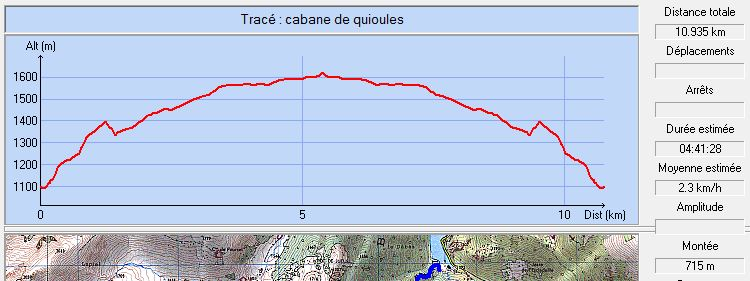 Tracé : cabane de quioules
Alt (m)
1600
1500
1400
1300
1200
1100
0
5
10
Dist (km)
Distance totale
10.935 km
Déplacements
Arrêts
Durée estimée
04:41:28
Moyenne estimée
2.3 km/h
Amplitude
Montée
715 m